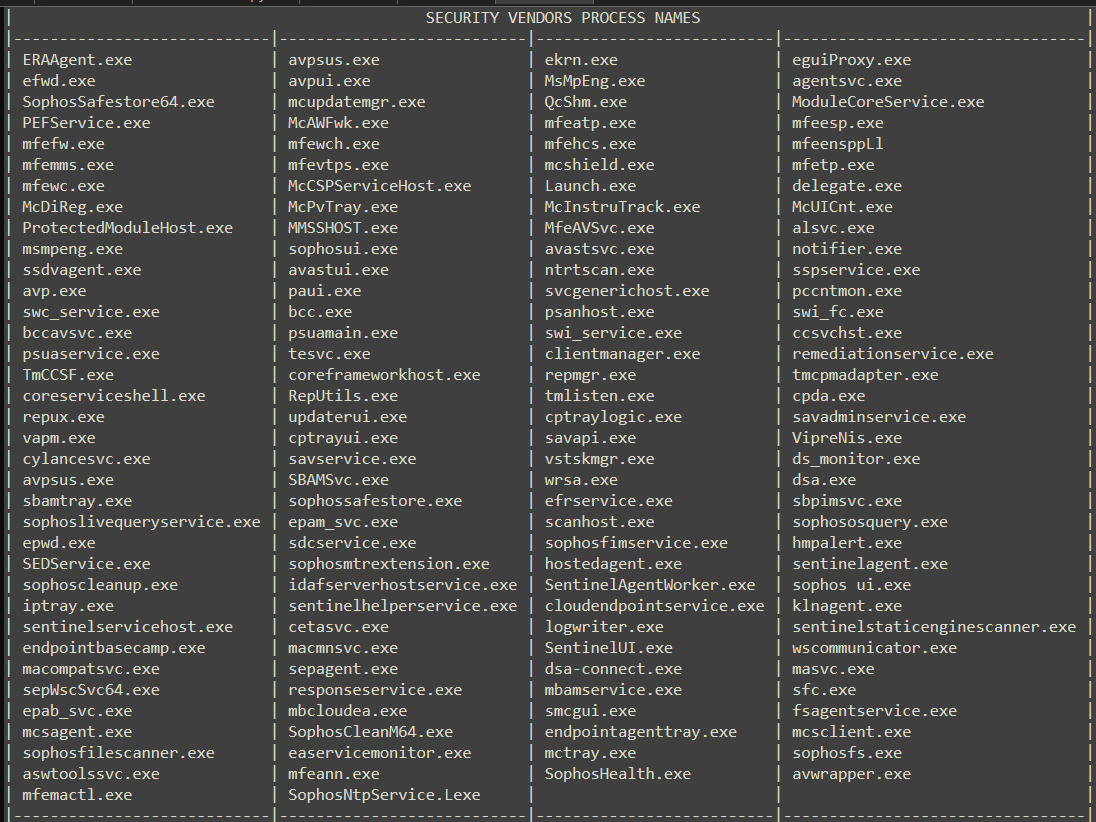 SECURITY VENDORS PROCESS NAMES
ERAAgent.exe avpsus.exe ekrn.exe eguiProxy.exe
efwd.exe avpui.exe MsMpEng.exe agentsvc.exe
SophosSafestore64.exe mcupdatemgr.exe QcShm.exe ModuleCoreService.exe
PEFService.exe McAWFwk.exe mfeatp.exe mfeesp.exe
mfefw.exe mfewch.exe mfehcs.exe mfeensppLl
mfemms.exe mfevtps.exe mcshield.exe mfetp.exe
mfewc.exe McCSPServiceHost.exe Launch.exe delegate.exe
McDiReg.exe McPvTray.exe McInstruTrack.exe McUICnt.exe
ProtectedModuleHost.exe MMSSHOST.exe MfeAVSvc.exe alsvc.exe
msmpeng.exe sophosui.exe avastsvc.exe notifier.exe
ssdvagent.exe avastui.exe ntrtscan.exe sspservice.exe
avp.exe paui.exe svcgenerichost.exe pccntmon.exe
swc_service.exe bcc.exe psanhost.exe swi_fc.exe
bccavsvc.exe psuamain.exe swi_service.exe ccsvchst.exe
psuaservice.exe tesvc.exe clientmanager.exe remediationservice.exe
TmCCSF.exe coreframeworkhost.exe repmgr.exe tmcpmadapter.exe
coreserviceshell.exe RepUtils.exe tmlisten.exe cpda.exe
repux.exe updaterui.exe cptraylogic.exe savadminservice.exe
vapm.exe cptrayui.exe savapi.exe VipreNis.exe
cylancesvc.exe savservice.exe vstskmgr.exe ds_monitor.exe
avpsus.exe SBAMSvc.exe wrsa.exe dsa.exe
sbamtray.exe sophossafestore.exe efrservice.exe sbpimsvc.exe
sophoslivequeryservice.exe epam_svc.exe scanhost.exe sophososquery.exe
epwd.exe sdcservice.exe sophosfimservice.exe hmpalert.exe
SEDService.exe sophosmtrextension.exe hostedagent.exe sentinelagent.exe
sophoscleanup.exe idafserverhostservice.exe SentinelAgentWorker.exe sophos ui.exe
iptray.exe sentinelhelperservice.exe cloudendpointservice.exe klnagent.exe
sentinelservicehost.exe cetasvc.exe logwriter.exe sentinelstaticenginescanner.exe
endpointbasecamp.exe macmnsvc.exe SentinelUI.exe wscommunicator.exe
macompatsvc.exe sepagent.exe dsa-connect.exe masvc.exe
sepWscSvc64.exe responseservice.exe mbamservice.exe sfc.exe
epab_svc.exe mbcloudea.exe smcgui.exe fsagentservice.exe
mcsagent.exe SophosCleanM64.exe endpointagenttray.exe mcsclient.exe
sophosfilescanner.exe easervicemonitor.exe mctray.exe sophosfs.exe
aswtoolssvc.exe mfeann.exe SophosHealth.exe avwrapper.exe
mfemactl.exe SophosNtpService.Lexe